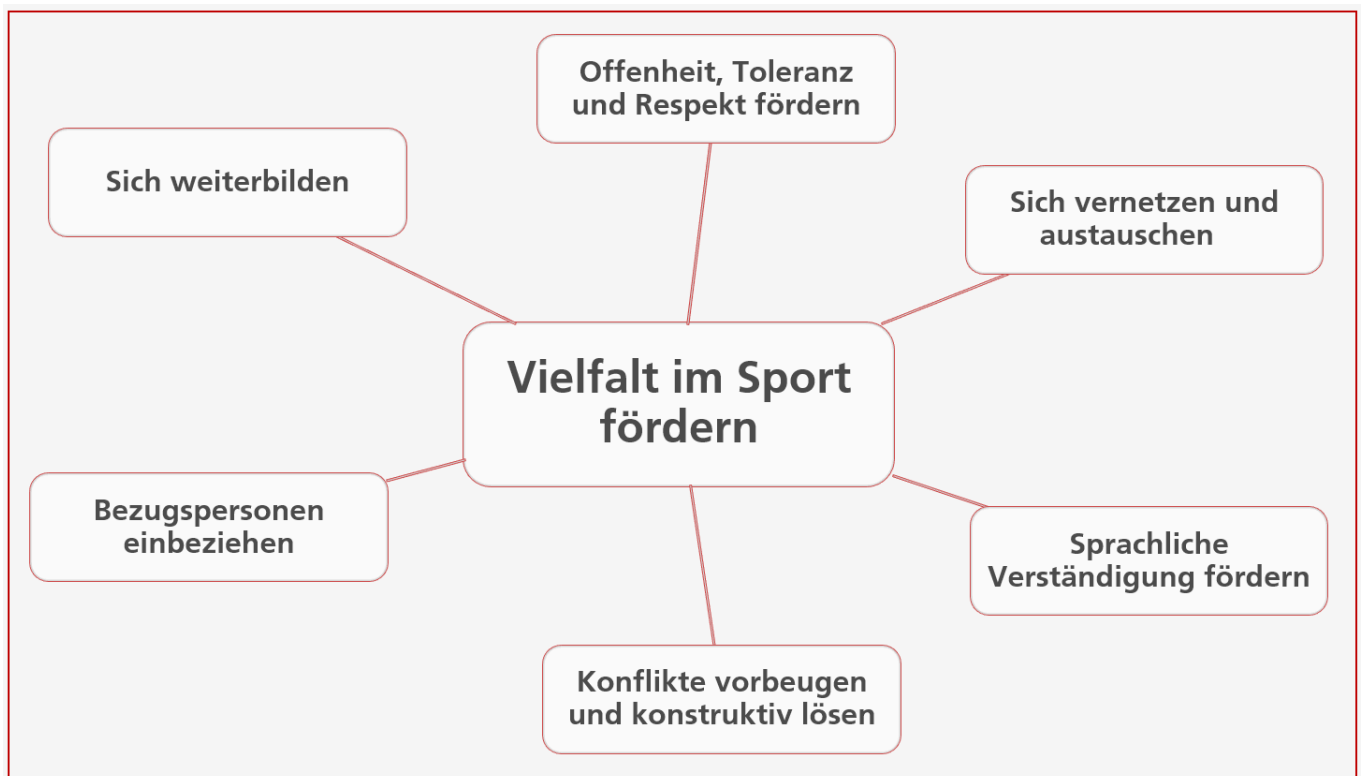 Offenheit, Toleranz
und Respekt fördern
Sich weiterbilden
Sich vernetzen und
austauschen
Vielfalt im Sport
fördern
Bezugspersonen
einbeziehen
Sprachliche
Verständigung fördern
Konflikte vorbeugen
und konstruktiv lösen